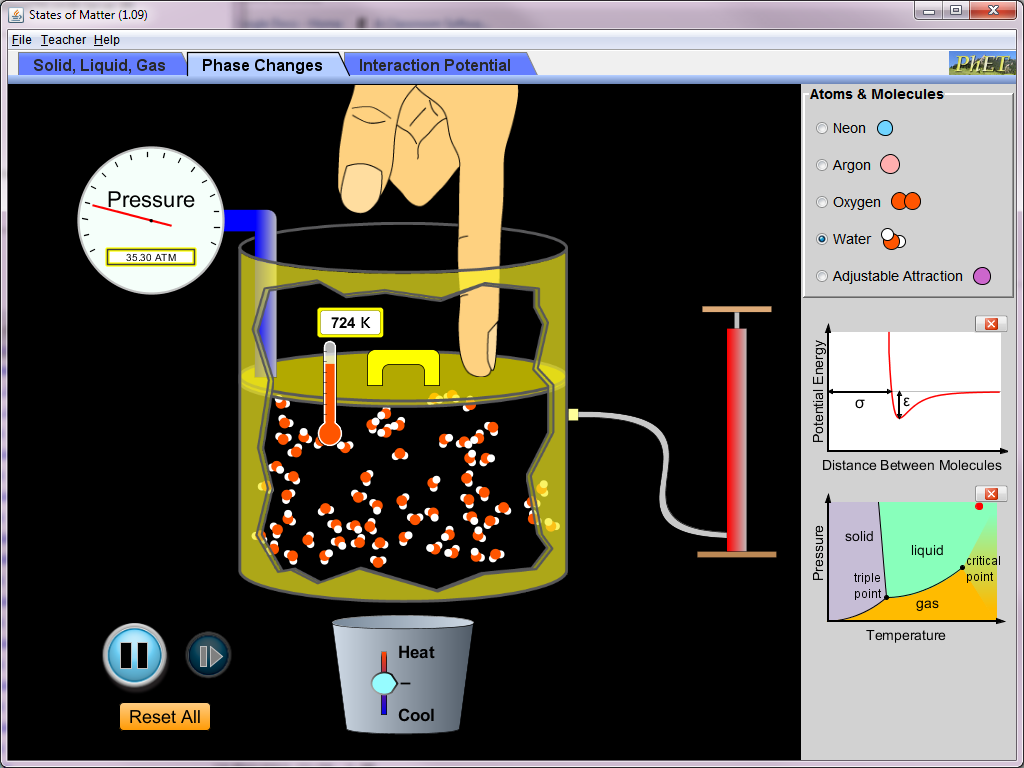 States of Matter (1.09)
File Teacher Help
Solid, Liquid, Gas
Phase Changes
Interaction Potential
PhET
Pressure
35.30 ATM
724 K
Heat
Cool
Reset All
Atoms & Molecules
Neon
Argon
Oxygen
Water
Adjustable Attraction
Potential Energy
σ
ε
Distance Between Molecules
Pressure
solid
liquid
triple
point
critical
point
gas
Temperature